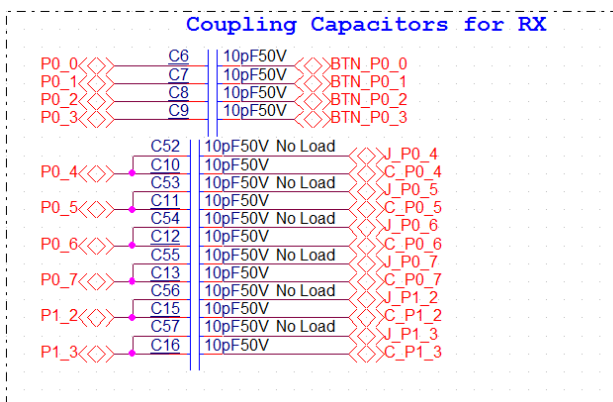 Coupling Capacitors for RX
P0_0 C6 10pF50V BTN_P0_0
P0_1 C7 10pF50V BTN_P0_1
P0_2 C8 10pF50V BTN_P0_2
P0_3 C9 10pF50V BTN_P0_3
C52 10pF50V No Load J_P0_4
P0_4 C10 10pF50V C_P0_4
C53 10pF50V No Load J_P0_5
P0_5 C11 10pF50V C_P0_5
C54 10pF50V No Load J_P0_6
P0_6 C12 10pF50V C_P0_6
C55 10pF50V No Load J_P0_7
P0_7 C13 10pF50V C_P0_7
C56 10pF50V No Load J_P1_2
P1_2 C15 10pF50V C_P1_2
C57 10pF50V No Load J_P1_3
P1_3 C16 10pF50V C_P1_3